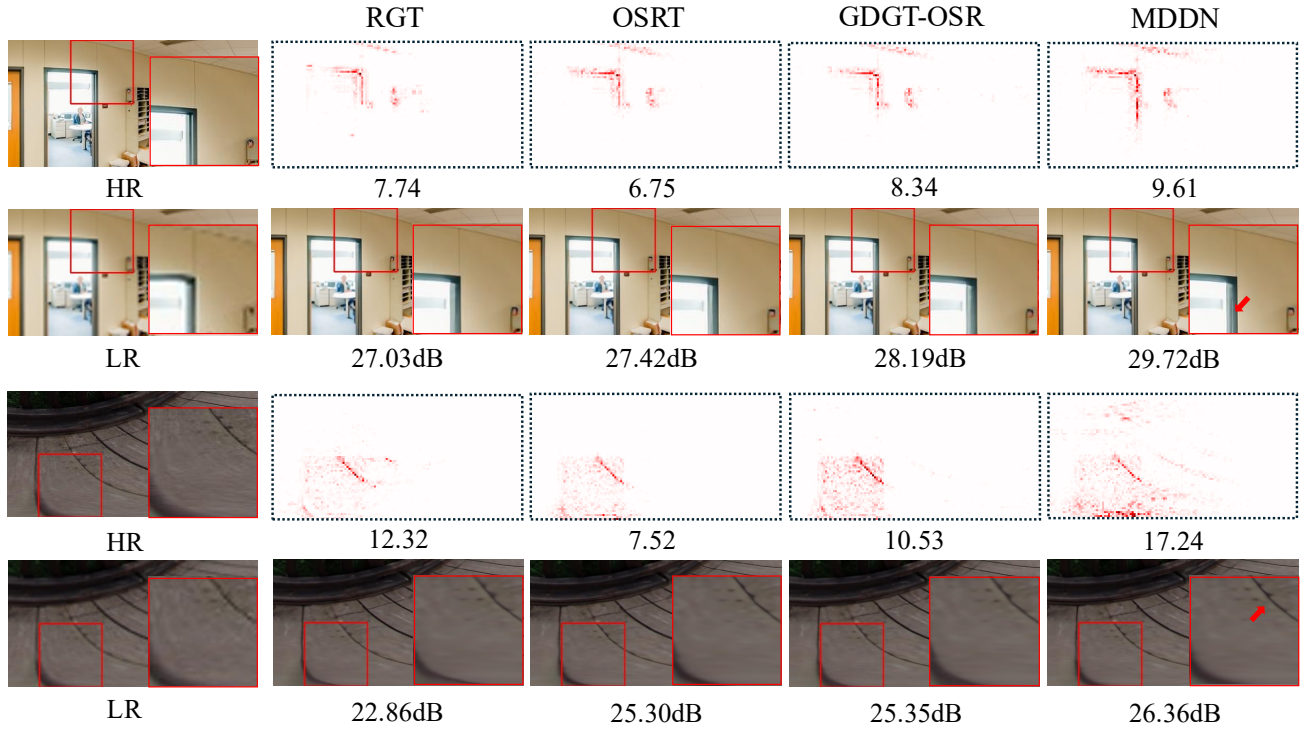 RGT OSRT GDGT-OSR MDDN
HR 7.74 6.75 8.34 9.61
LR 27.03dB 27.42dB 28.19dB 29.72dB
HR 12.32 7.52 10.53 17.24
LR 22.86dB 25.30dB 25.35dB 26.36dB